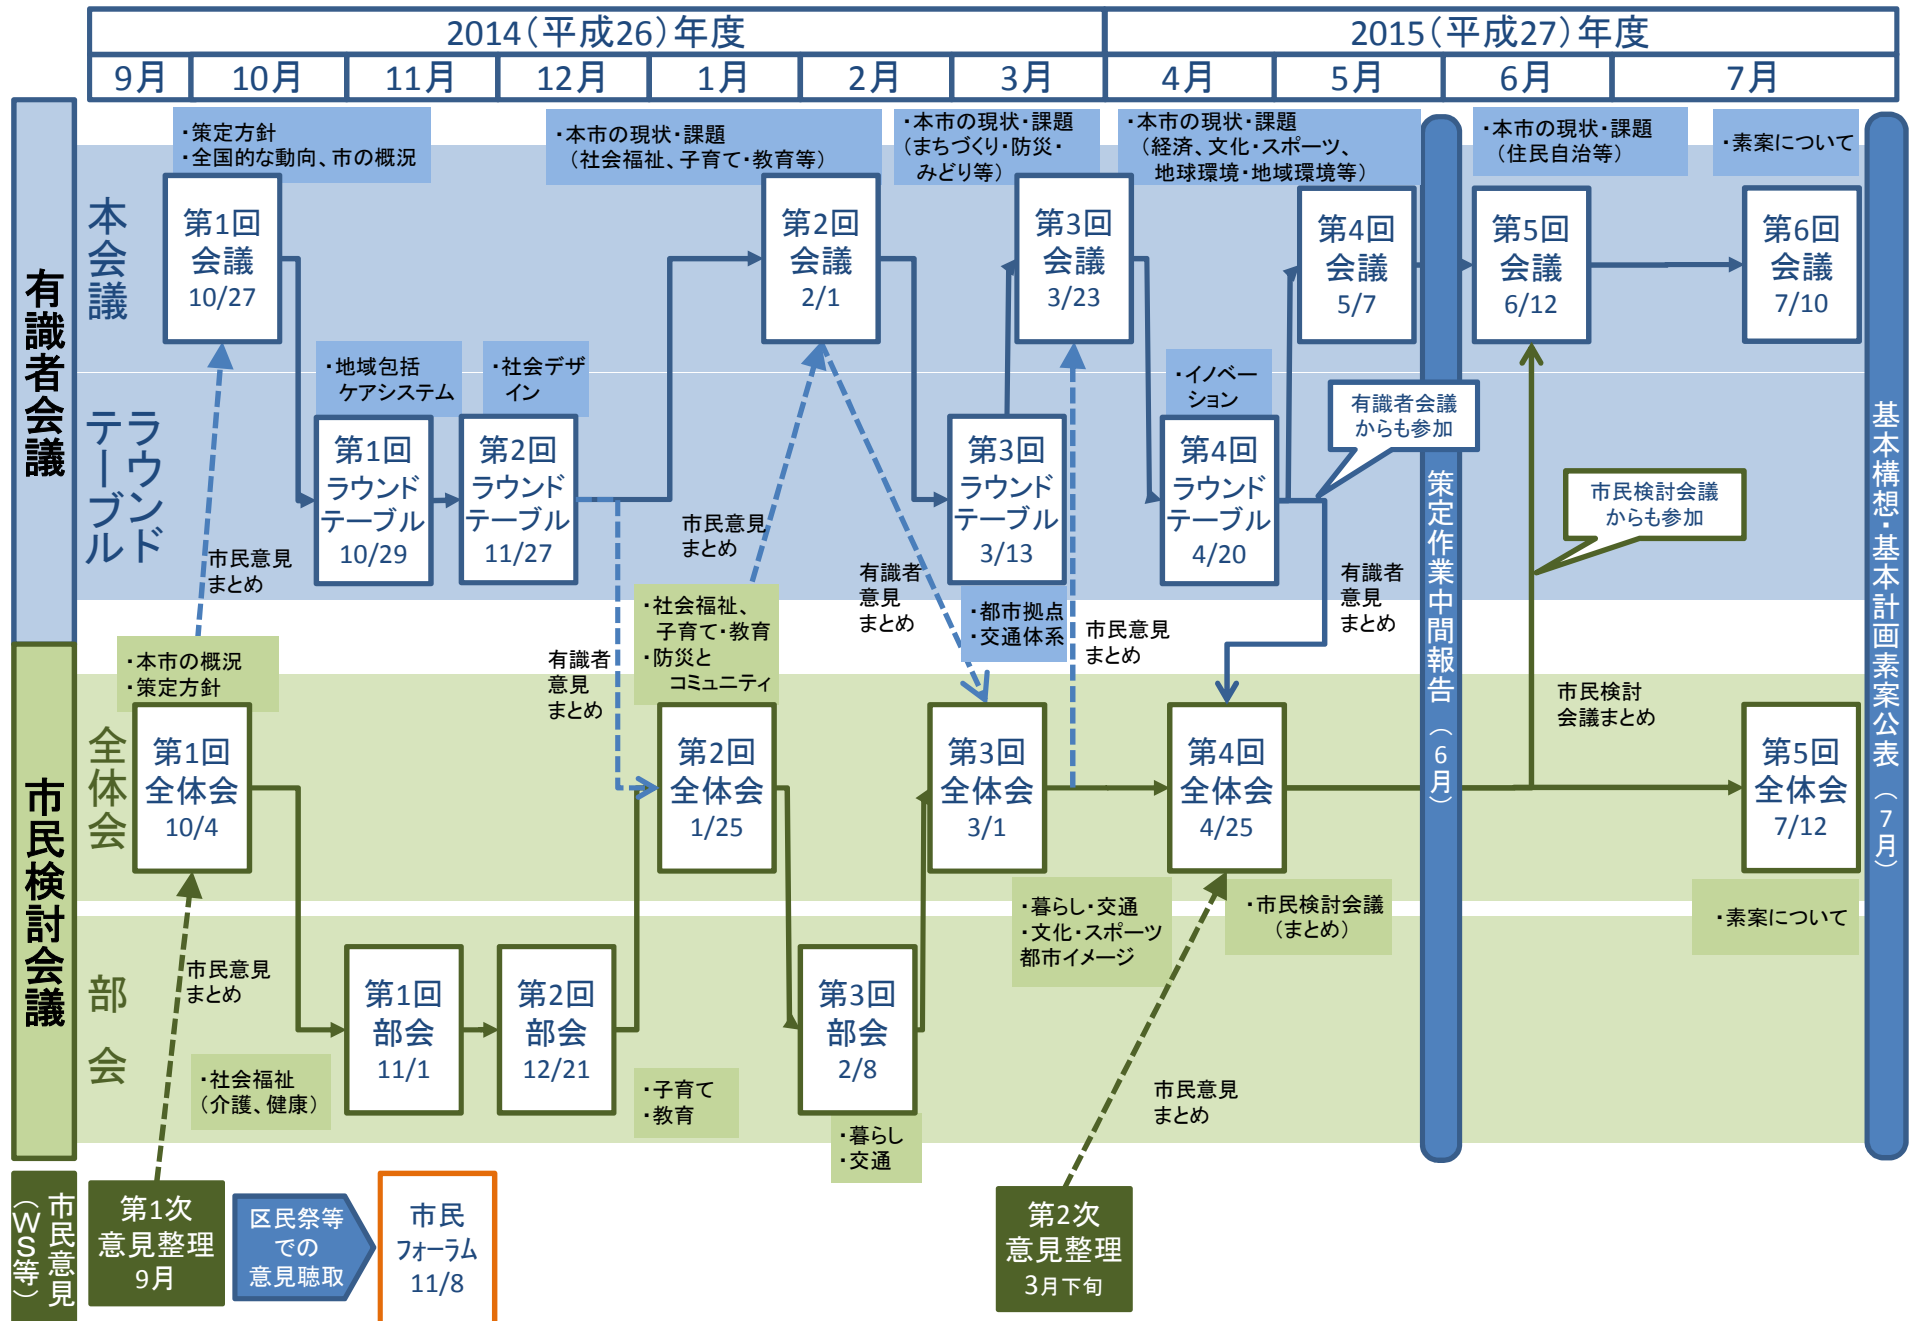 2014（平成26）年度
2015（平成27）年度
9月
10月
11月
12月
1月
2月
3月
4月
5月
6月
7月
有識者会議
本会議
・策定方針
・全国的な動向、市の概況
・本市の現状・課題
（社会福祉、子育て・教育等）
・本市の現状・課題
（まちづくり・防災・
みどり等）
・本市の現状・課題
（経済、文化・スポーツ、
地球環境・地域環境等）
・本市の現状・課題
（住民自治等）
・素案について
第1回
会議
10/27
第2回
会議
2/1
第3回
会議
3/23
第4回
会議
5/7
第5回
会議
6/12
第6回
会議
7/10
ラウンド
テーブル
・地域包括
ケアシステム
・社会デザ
イン
・イノベー
ション
有識者会議
からも参加
第1回
ラウンド
テーブル
10/29
第2回
ラウンド
テーブル
11/27
第3回
ラウンド
テーブル
3/13
第4回
ラウンド
テーブル
4/20
市民検討会議
からも参加
市民意見
まとめ
市民意見
まとめ
有識者
意見
まとめ
・都市拠点
・交通体系
市民意見
まとめ
有識者
意見
まとめ
有識者
意見
まとめ
策定作業中間報告（6月）
基本構想・基本計画素案公表（7月）
市民検討会議
全体会
・本市の概況
・策定方針
・社会福祉、
子育て・教育
・防災と
コミュニティ
市民検討
会議まとめ
第1回
全体会
10/4
第2回
全体会
1/25
第3回
全体会
3/1
第4回
全体会
4/25
第5回
全体会
7/12
・暮らし・交通
・文化・スポーツ
都市イメージ
・市民検討会議
（まとめ）
・素案について
部会
市民意見
まとめ
第1回
部会
11/1
第2回
部会
12/21
第3回
部会
2/8
・社会福祉
（介護、健康）
・子育て
・教育
・暮らし
・交通
市民意見
まとめ
市民意見
（WS等）
第1次
意見整理
9月
区民祭等
での
意見聴取
市民
フォーラム
11/8
第2次
意見整理
3月下旬